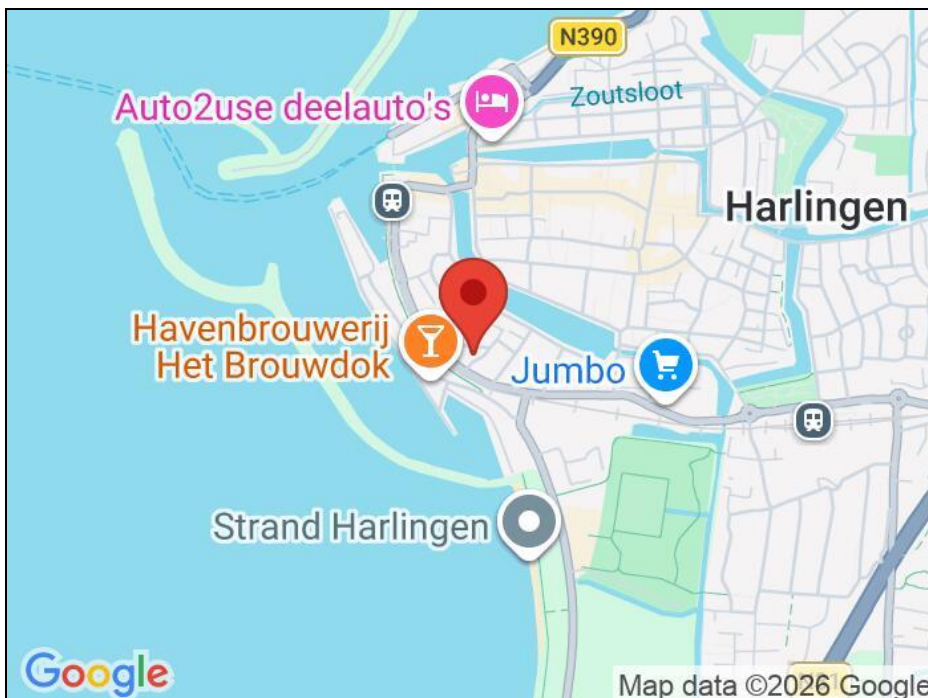 N390
Auto2use deelauto's
Zoutsloot
Harlingen
Havenbrouwerij
Het Brouwdok
Jumbo
Strand Harlingen
Google
Map data ©2026 Google